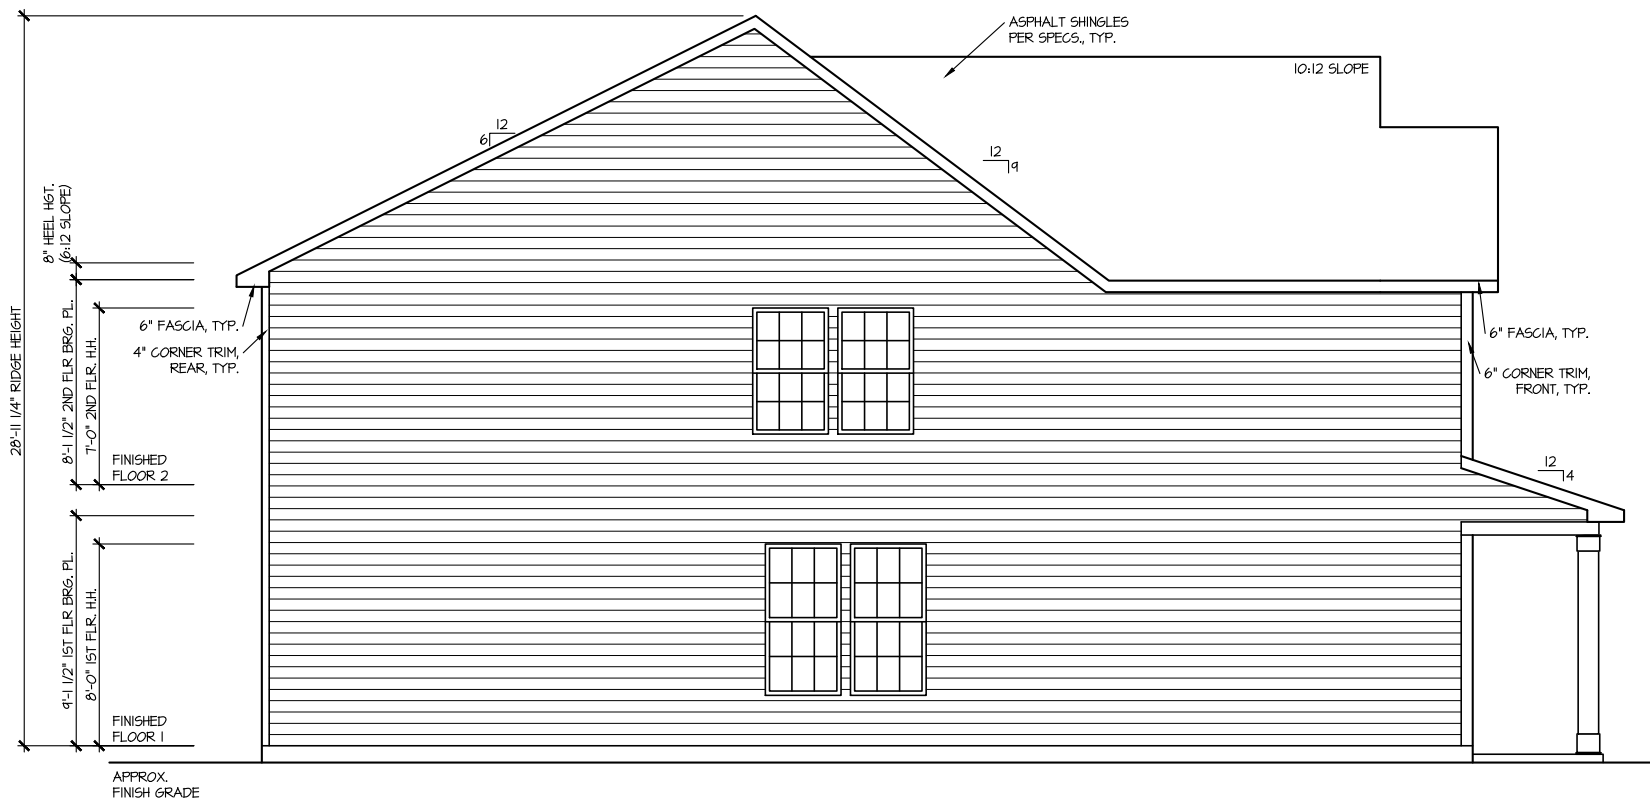 ASPHALT SHINGLES
PER SPECS., TYP.
10:12 SLOPE
12
6
12
9
8" HEEL HGT.
(6:12 SLOPE)
28'-11 1/4" RIDGE HEIGHT
8'-1 1/2" 2ND FLR BRG. PL.
7'-0" 2ND FLR. H.H.
6" FASCIA, TYP.
4" CORNER TRIM,
REAR, TYP.
6" FASCIA, TYP.
6" CORNER TRIM,
FRONT, TYP.
FINISHED
FLOOR 2
12
4
9'-1 1/2" 1ST FLR BRG. PL.
8'-0" 1ST FLR. H.H.
FINISHED
FLOOR 1
APPROX.
FINISH GRADE